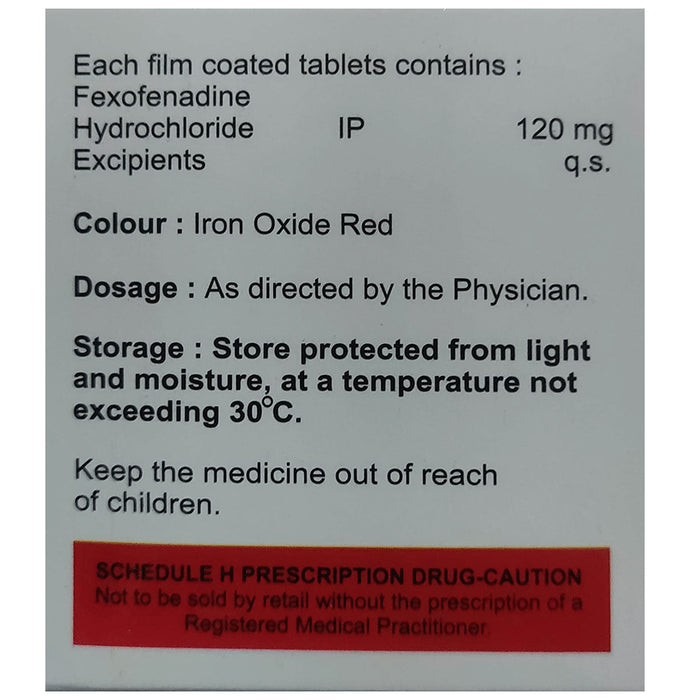 Each film coated tablets contains :
Fexofenadine
Hydrochloride IP 120 mg
Excipients q.s.
Colour : Iron Oxide Red
Dosage : As directed by the Physician.
Storage : Store protected from light
and moisture, at a temperature not
exceeding 30°C.
Keep the medicine out of reach
of children.
SCHEDULE H PRESCRIPTION DRUG-CAUTION
Not to be sold by retail without the prescription of a
Registered Medical Practitioner.